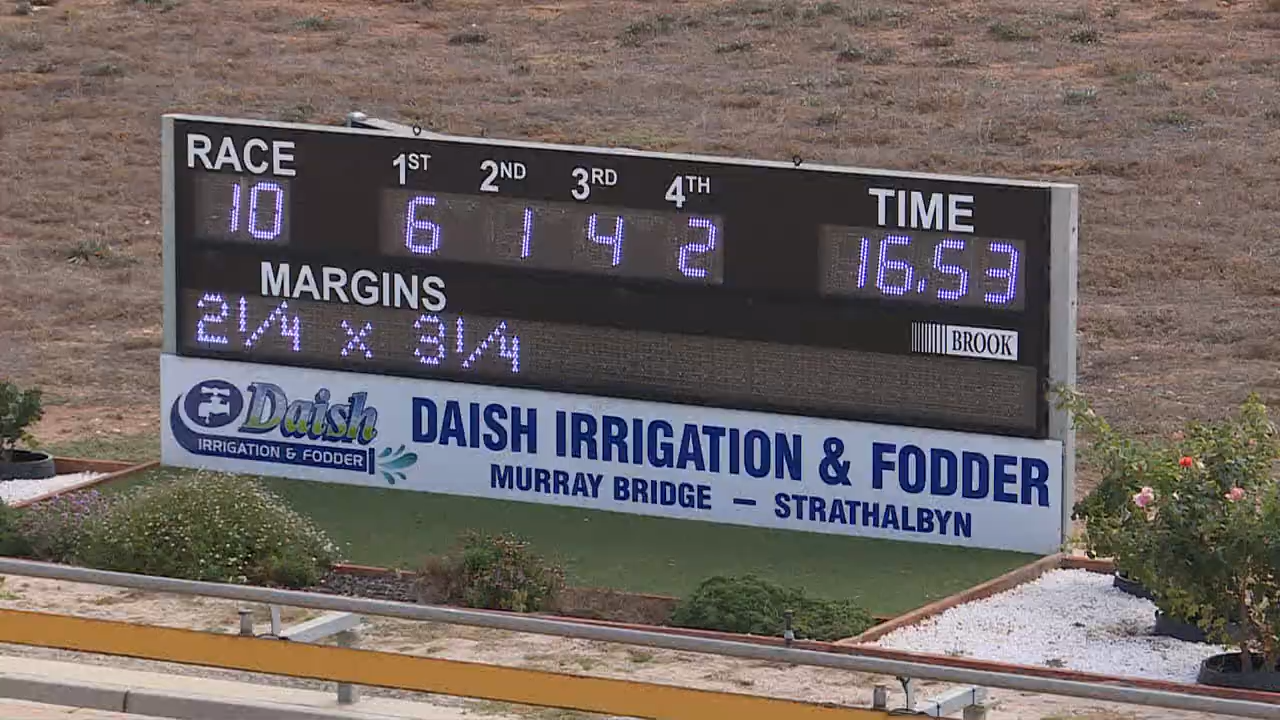 RACE 1ST 2ND 3RD 4TH TIME
10 6 1 4 2 16.53
MARGINS
2 1/4 x 3 1/4
BROOK
Daish
IRRIGATION & FODDER
DAISH IRRIGATION & FODDER
MURRAY BRIDGE – STRATHALBYN